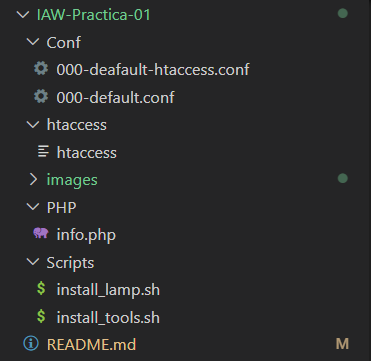 IAW-Practica-01
Conf
000-deafault-htaccess.conf
000-default.conf
htaccess
htaccess
images
PHP
info.php
Scripts
$ install_lamp.sh
$ install_tools.sh
README.md M